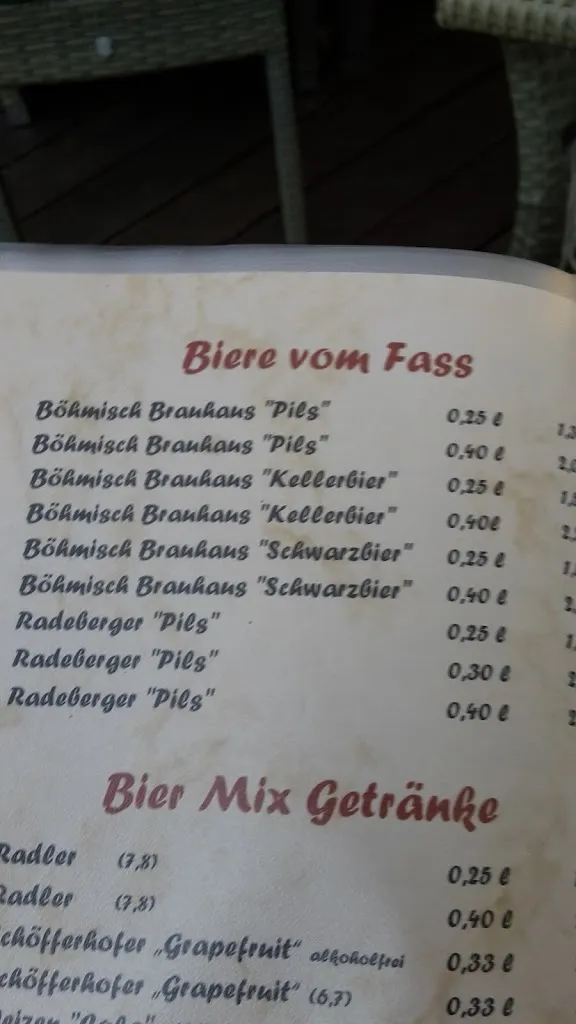 Biere vom Fass
Böhmisch Brauhaus "Pils" 0,25 l
Böhmisch Brauhaus "Pils" 0,40 l
Böhmisch Brauhaus "Kellerbier" 0,25 l
Böhmisch Brauhaus "Kellerbier" 0,40l
Böhmisch Brauhaus "Schwarzbier" 0,25 l
Böhmisch Brauhaus "Schwarzbier" 0,40 l
Radeberger "Pils" 0,25 l
Radeberger "Pils" 0,30 l
Radeberger "Pils" 0,40 l
Bier Mix Getränke
Radler (7,8) 0,25 l
Radler (7,8) 0,40 l
chöfferhofer „Grapefruit“ alkoholfrei 0,33 l
chöfferhofer „Grapefruit“ (6,7) 0,33 l